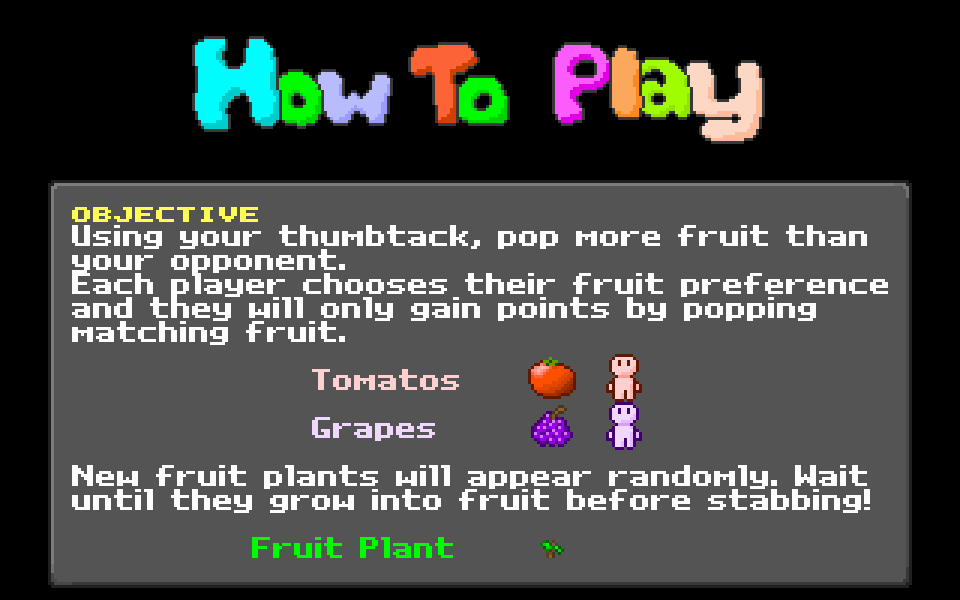 How To Play
OBJECTIVE
Using your thumbtack, pop more fruit than
your opponent.
Each player chooses their fruit preference
and they will only gain points by popping
matching fruit.
Tomatos
Grapes
New fruit plants will appear randomly. Wait
until they grow into fruit before stabbing!
Fruit Plant